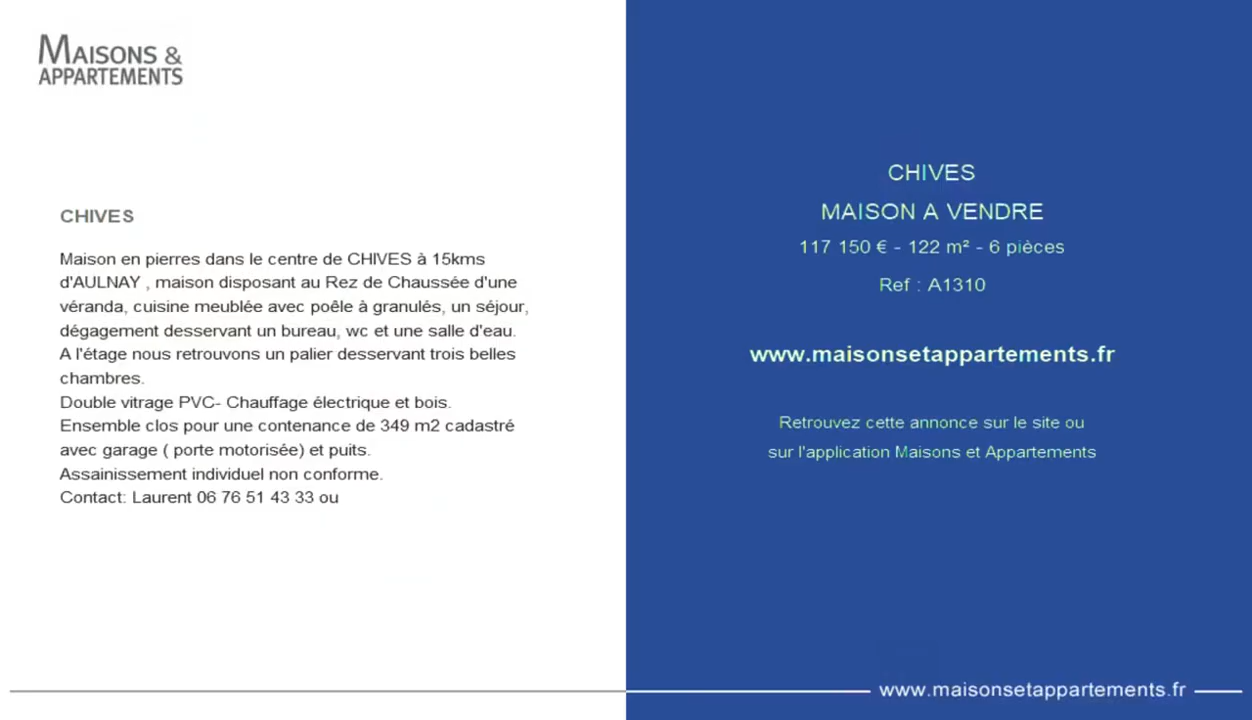 MAISONS &
APPARTEMENTS
CHIVES
Maison en pierres dans le centre de CHIVES à 15kms
d'AULNAY , maison disposant au Rez de Chaussée d'une
véranda, cuisine meublée avec poêle à granulés, un séjour,
dégagement desservant un bureau, wc et une salle d'eau.
A l'étage nous retrouvons un palier desservant trois belles
chambres.
Double vitrage PVC- Chauffage électrique et bois.
Ensemble clos pour une contenance de 349 m2 cadastré
avec garage ( porte motorisée) et puits.
Assainissement individuel non conforme.
Contact: Laurent 06 76 51 43 33 ou
CHIVES
MAISON A VENDRE
117 150 € - 122 m² - 6 pièces
Ref : A1310
www.maisonsetappartements.fr
Retrouvez cette annonce sur le site ou
sur l'application Maisons et Appartements
www.maisonsetappartements.fr